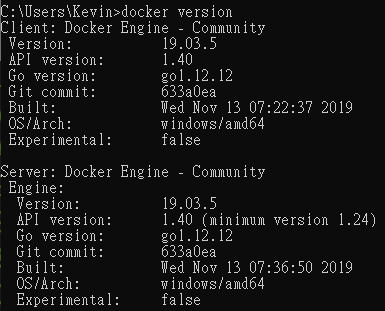 C:\Users\Kevin>docker version
Client: Docker Engine - Community
 Version:           19.03.5
 API version:       1.40
 Go version:        go1.12.12
 Git commit:        633a0ea
 Built:             Wed Nov 13 07:22:37 2019
 OS/Arch:           windows/amd64
 Experimental:      false

Server: Docker Engine - Community
 Engine:
  Version:          19.03.5
  API version:      1.40 (minimum version 1.24)
  Go version:       go1.12.12
  Git commit:       633a0ea
  Built:            Wed Nov 13 07:36:50 2019
  OS/Arch:          windows/amd64
  Experimental:     false